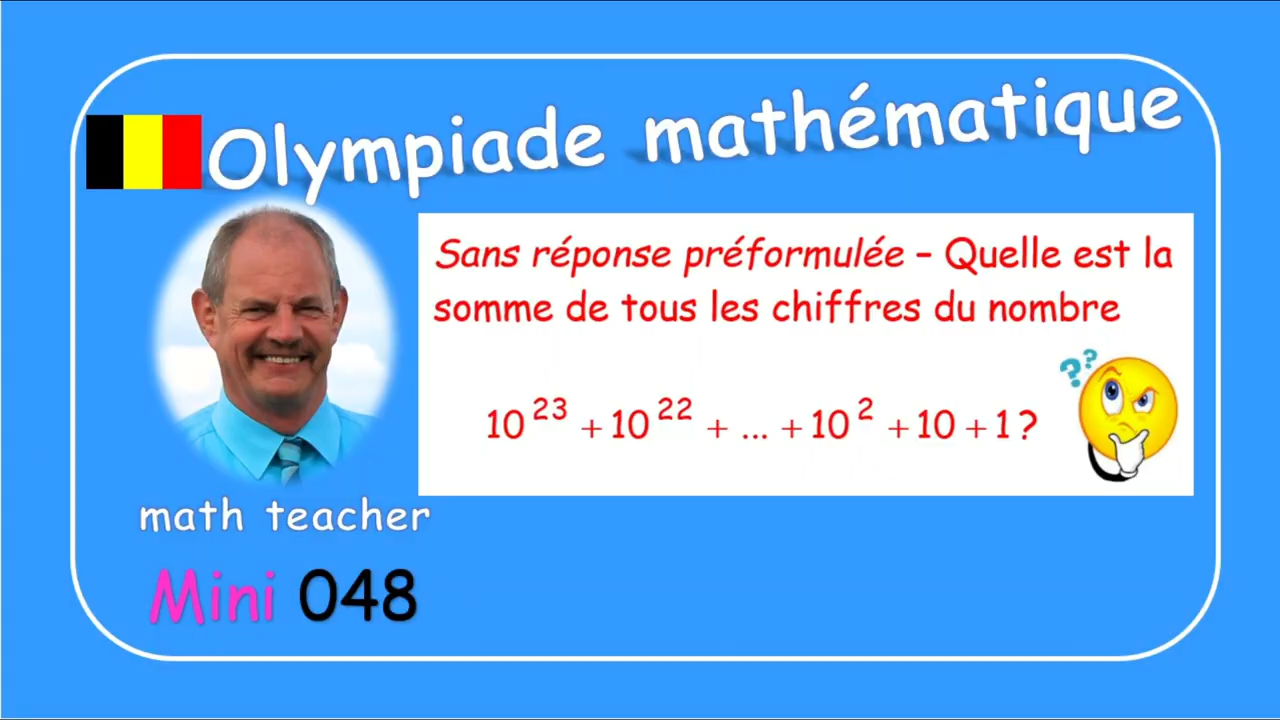 Olympiade mathématique
Sans réponse préformulée – Quelle est la
somme de tous les chiffres du nombre
10²³ + 10²² + ... + 10² + 10 + 1 ?
??
math teacher
Mini 048